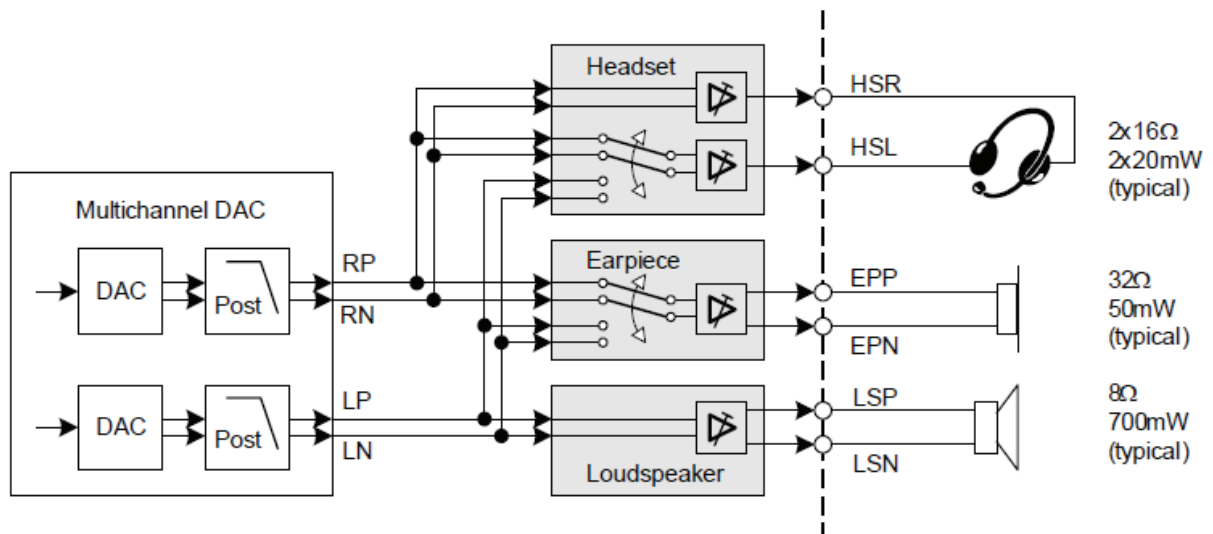 Headset
HSR
HSL
2x16Ω
2x20mW
(typical)
Multichannel DAC
DAC
Post
RP
RN
Earpiece
EPP
EPN
32Ω
50mW
(typical)
DAC
Post
LP
LN
Loudspeaker
LSP
LSN
8Ω
700mW
(typical)